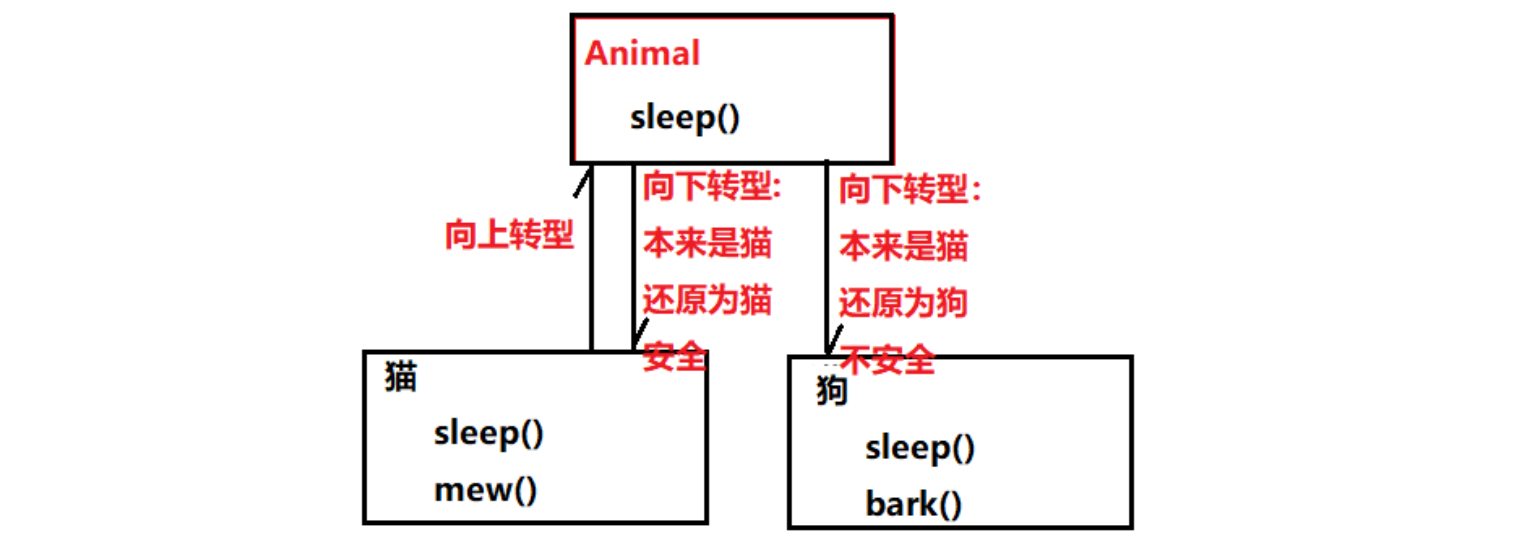 Animal
sleep()
向上转型
向下转型:
本来是猫
还原为猫
安全
向下转型：
本来是猫
还原为狗
不安全
猫
sleep()
mew()
狗
sleep()
bark()